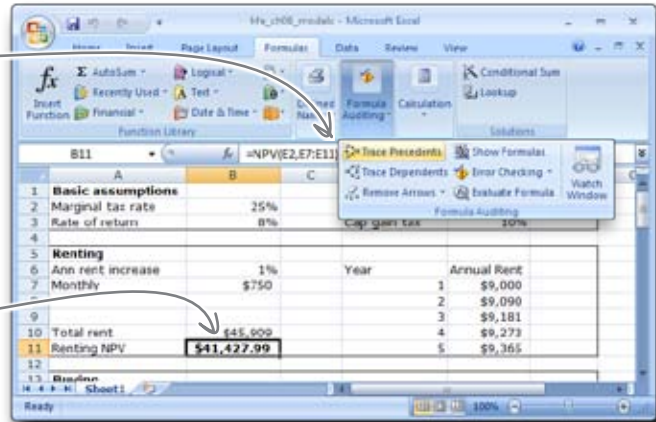 hfe_ch08_models - Microsoft Excel
Home Insert Page Layout Formulas Data Review View
AutoSum Logical Conditional Sum
Recently Used Text Lookup
Insert Function Financial Date & Time Formula Auditing Calculation
Function Library Solutions
B11 fx =NPV(E2,E7:E11)
Trace Precedents Show Formulas
Trace Dependents Error Checking
Remove Arrows Evaluate Formula Watch Window
Formula Auditing
A B C
1 Basic assumptions
2 Marginal tax rate 25%
3 Rate of return 8% Cap gain tax 10%
4
5 Renting
6 Ann rent increase 1% Year Annual Rent
7 Monthly $750 1 $9,000
2 $9,090
9 3 $9,181
10 Total rent $45,909 4 $9,273
11 Renting NPV $41,427.99 5 $9,365
12
13 Buying
Sheet1
Ready 100%